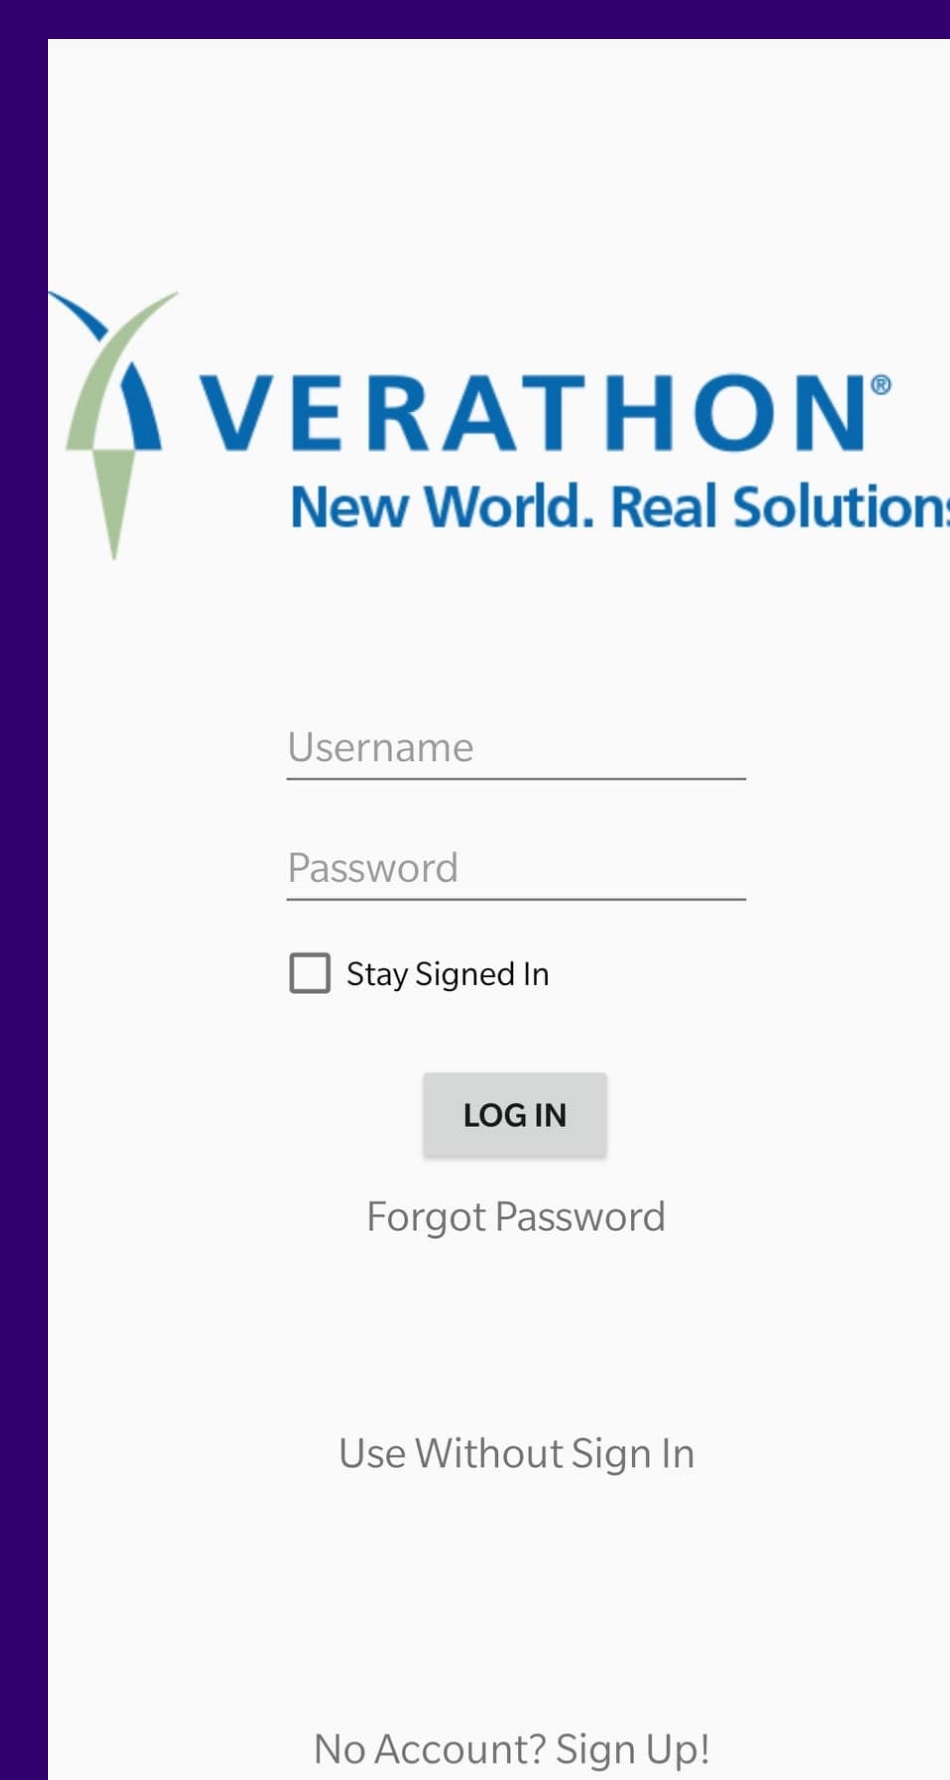 VERATHON®
New World. Real Solutions
Username
Password
Stay Signed In
LOG IN
Forgot Password
Use Without Sign In
No Account? Sign Up!